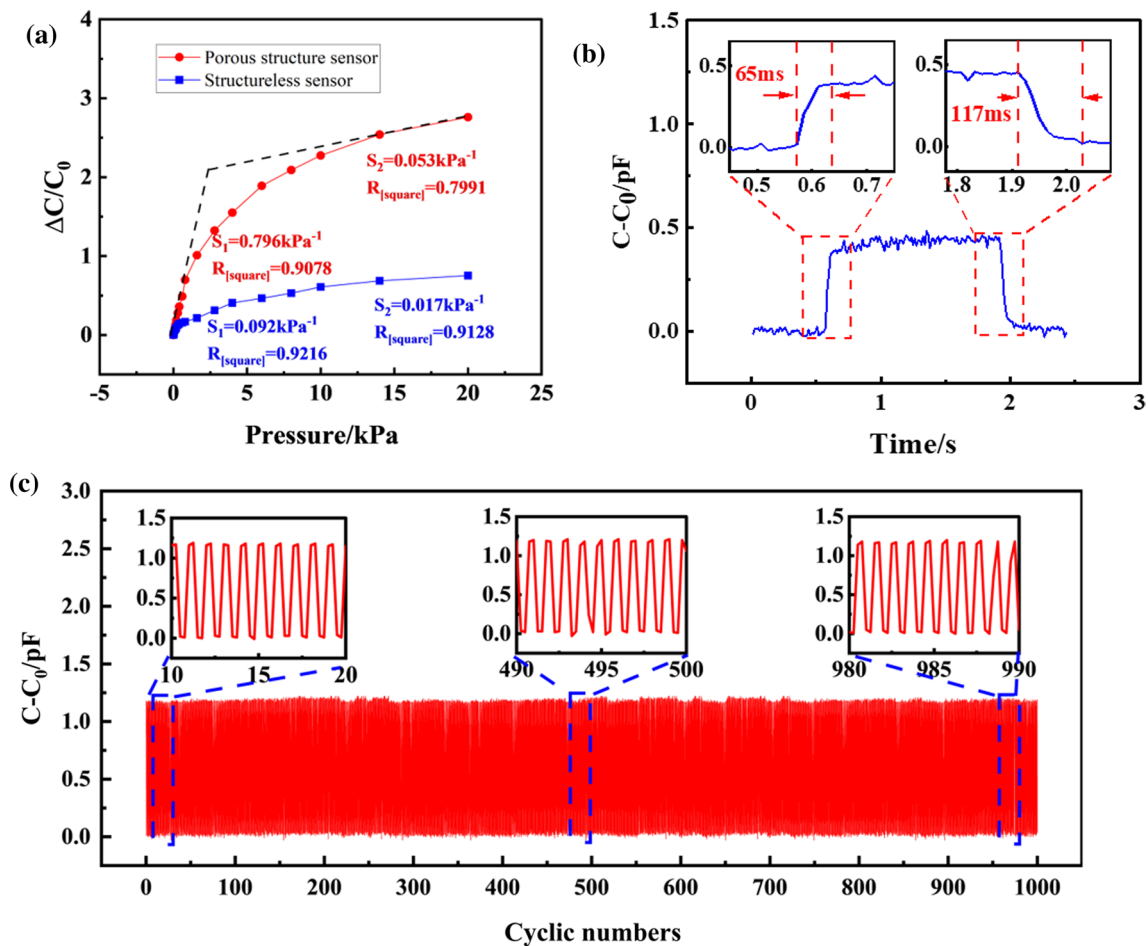 (a)
4
3
2
1
0
ΔC/C₀
Porous structure sensor
Structureless sensor
S₂=0.053kPa⁻¹
R[square]=0.7991
S₁=0.796kPa⁻¹
R[square]=0.9078
S₂=0.017kPa⁻¹
R[square]=0.9128
S₁=0.092kPa⁻¹
R[square]=0.9216
-5 0 5 10 15 20 25
Pressure/kPa
(b)
1.5
1.0
0.5
0.0
C-C₀/pF
0.5
0.0
65ms
0.5 0.6 0.7
0.5
0.0
117ms
1.8 1.9 2.0
0 1 2 3
Time/s
(c)
3.0
2.5
2.0
1.5
1.0
0.5
0.0
C-C₀/pF
1.5
1.0
0.5
0.0
10 15 20
1.5
1.0
0.5
0.0
490 495 500
1.5
1.0
0.5
0.0
980 985 990
0 100 200 300 400 500 600 700 800 900 1000
Cyclic numbers